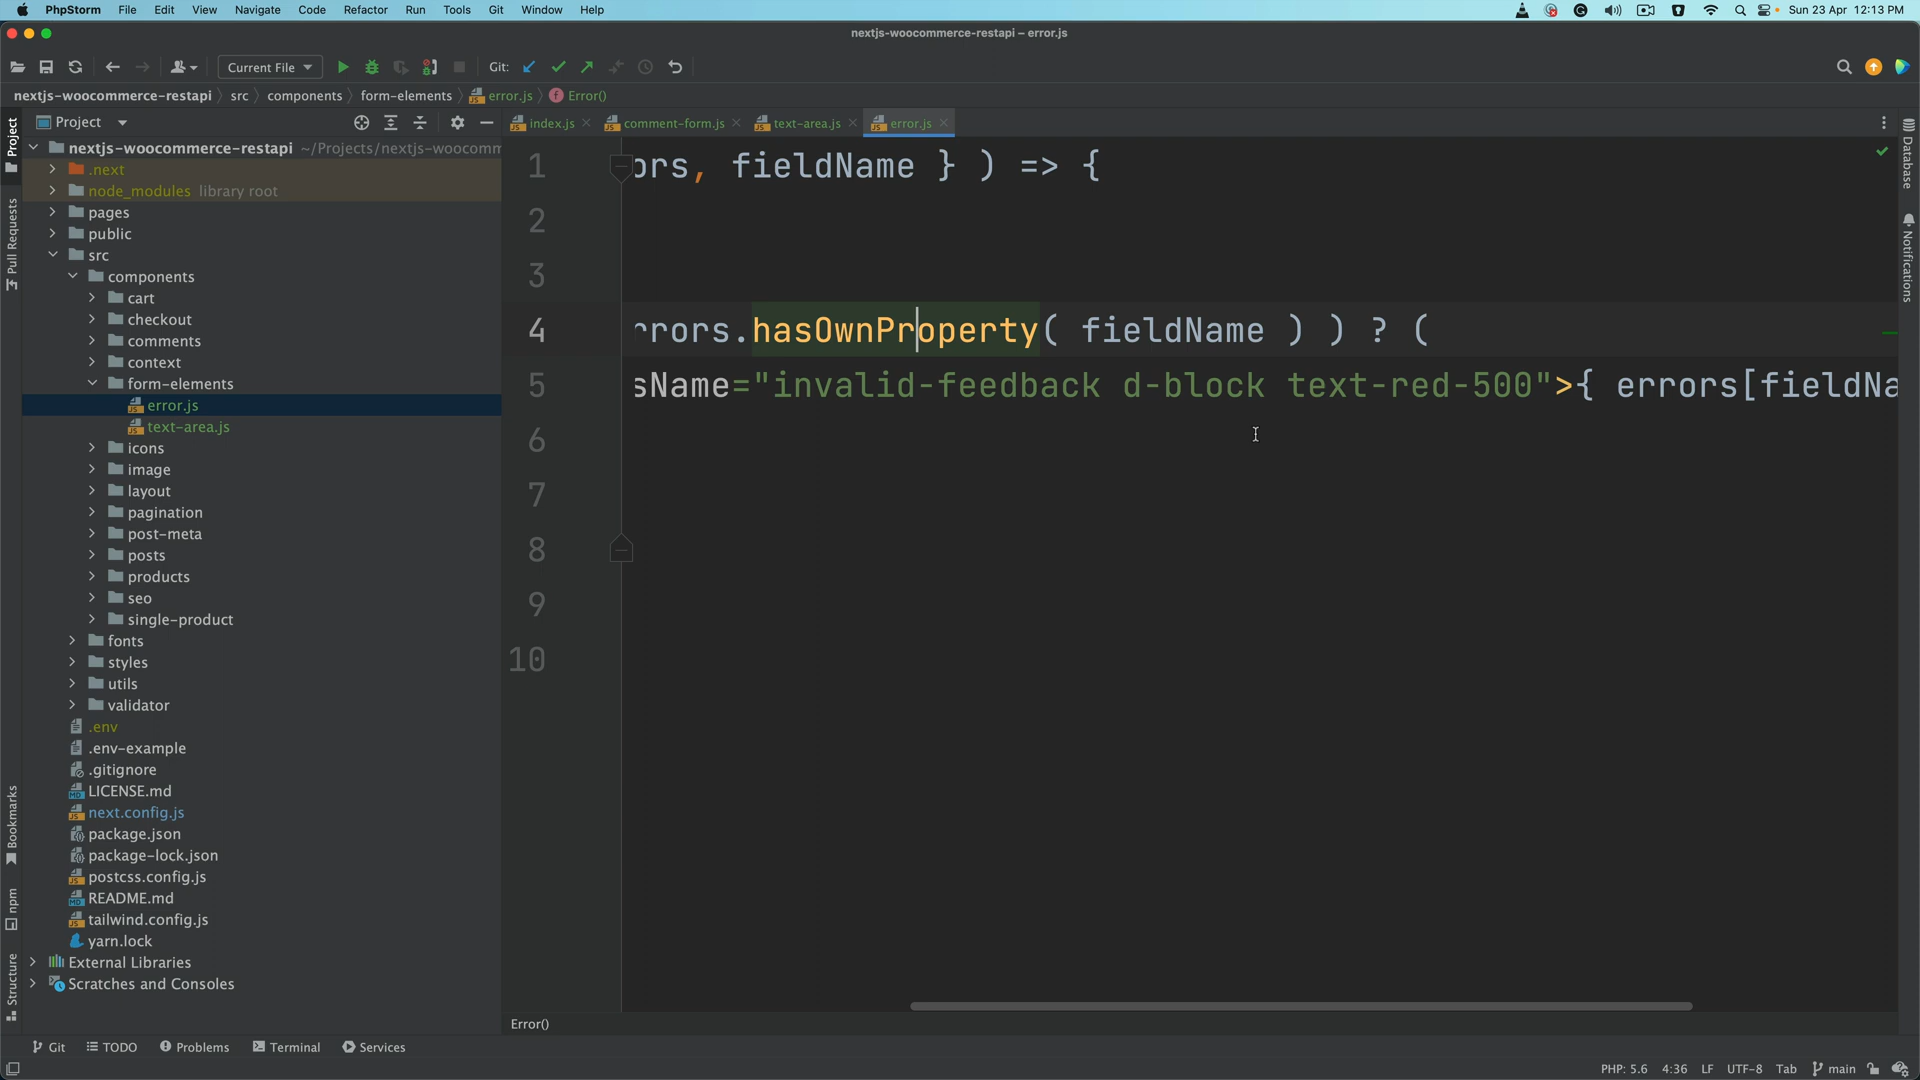 PhpStorm File Edit View Navigate Code Refactor Run Tools Git Window Help Sun 23 Apr 12:13 PM
nextjs-woocommerce-restapi – error.js
Current File Git:
nextjs-woocommerce-restapi src components form-elements error.js Error()
Project
index.js comment-form.js text-area.js error.js
nextjs-woocommerce-restapi ~/Projects/nextjs-woocomm
.next
node_modules library root
pages
public
src
components
cart
checkout
comments
context
form-elements
error.js
text-area.js
icons
image
layout
pagination
post-meta
posts
products
seo
single-product
fonts
styles
utils
validator
.env
.env-example
.gitignore
LICENSE.md
next.config.js
package.json
package-lock.json
postcss.config.js
README.md
tailwind.config.js
yarn.lock
External Libraries
Scratches and Consoles
1 ors, fieldName } ) => {
2
3
4 rrors.hasOwnProperty( fieldName ) ) ? (
5 sName="invalid-feedback d-block text-red-500">{ errors[fieldNa
6
7
8
9
10
Error()
Project
Pull Requests
Bookmarks
npm
Structure
Database
Notifications
Git TODO Problems Terminal Services
PHP: 5.6 4:36 LF UTF-8 Tab main